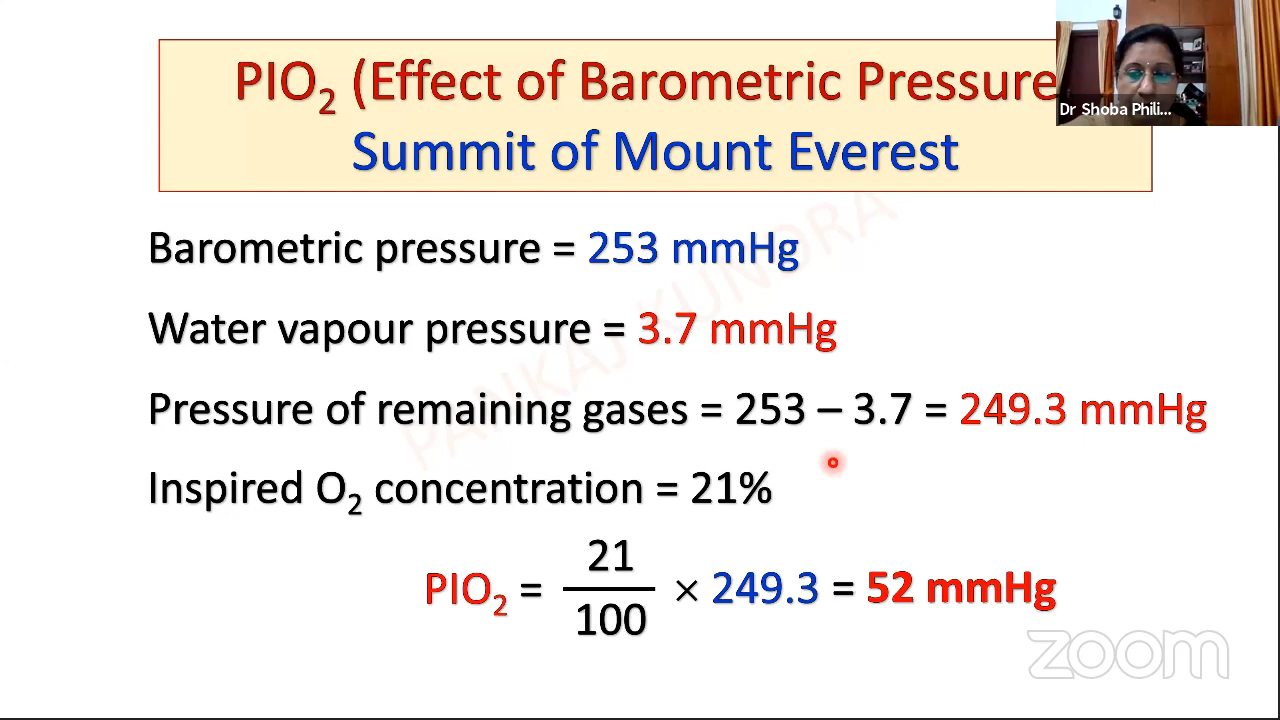 PIO₂ (Effect of Barometric Pressure
Summit of Mount Everest
Dr Shoba Phili...
Barometric pressure = 253 mmHg
Water vapour pressure = 3.7 mmHg
Pressure of remaining gases = 253 – 3.7 = 249.3 mmHg
Inspired O₂ concentration = 21%
PIO₂ = 21/100 × 249.3 = 52 mmHg
PANKAJ KUNDRA
zoom